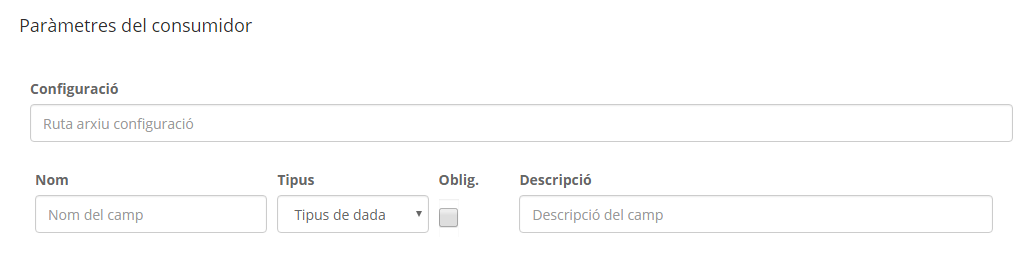 Paràmetres del consumidor
Configuració
Ruta arxiu configuració
Nom Tipus Oblig. Descripció
Nom del camp Tipus de dada Descripció del camp